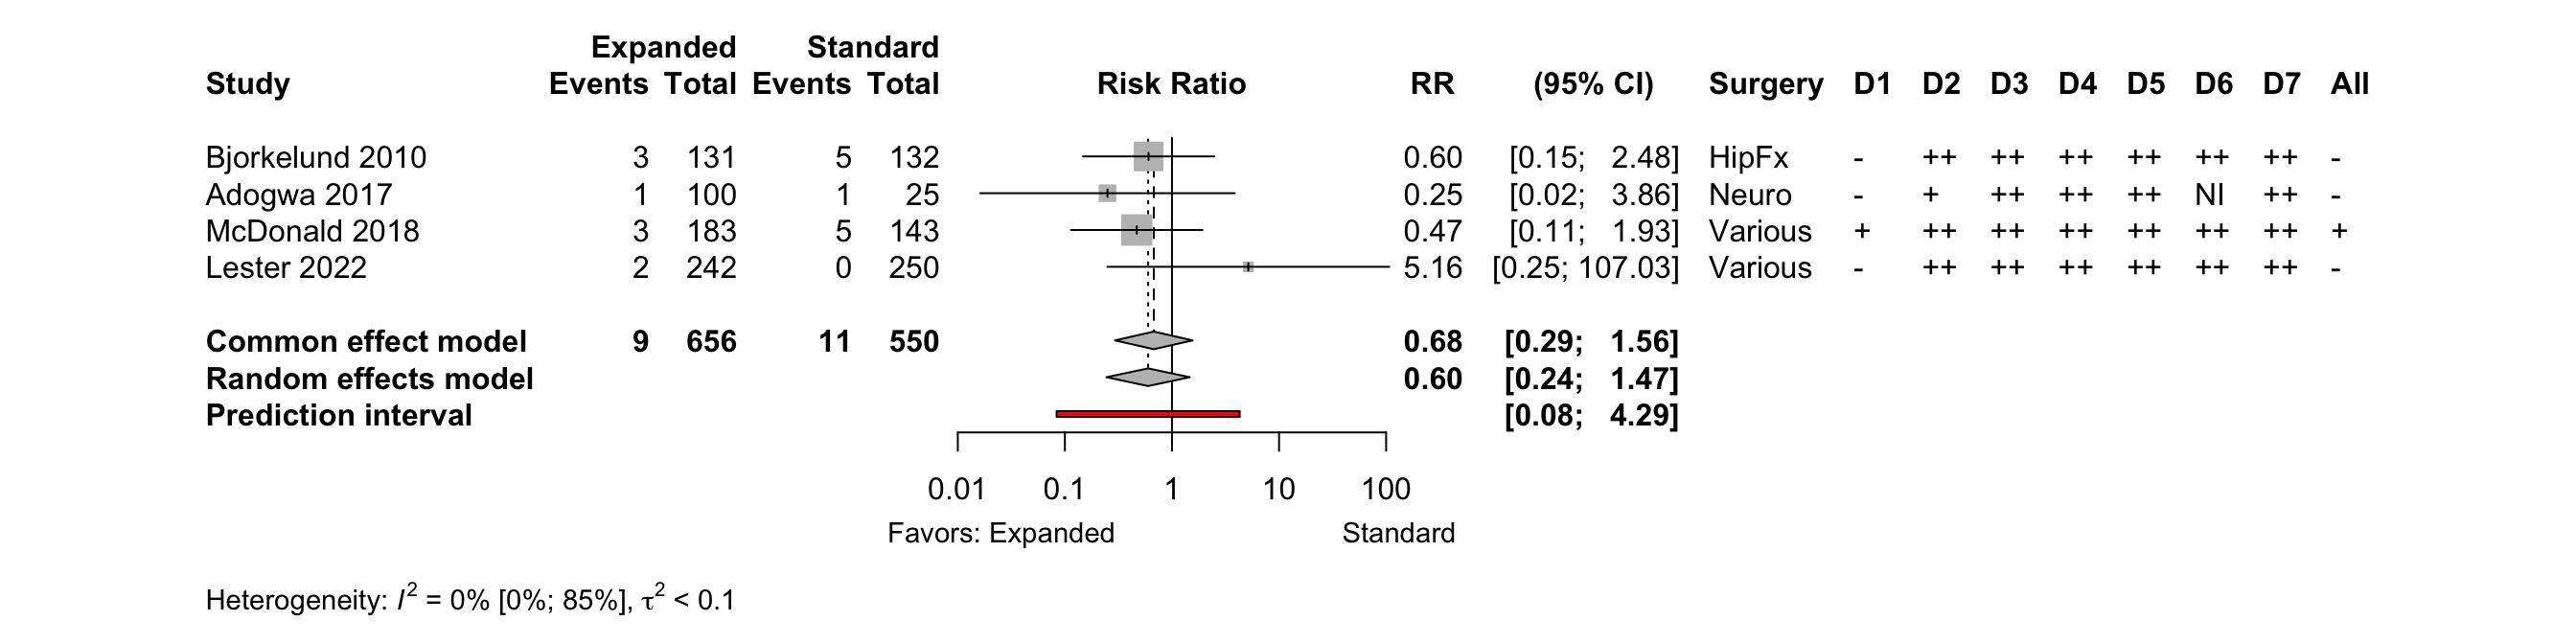 Expanded Standard
Study Events Total Events Total Risk Ratio RR (95% CI) Surgery D1 D2 D3 D4 D5 D6 D7 All
Bjorkelund 2010 3 131 5 132 0.60 [0.15; 2.48] HipFx - ++ ++ ++ ++ ++ ++ -
Adogwa 2017 1 100 1 25 0.25 [0.02; 3.86] Neuro - + ++ ++ ++ NI ++ -
McDonald 2018 3 183 5 143 0.47 [0.11; 1.93] Various + ++ ++ ++ ++ ++ ++ +
Lester 2022 2 242 0 250 5.16 [0.25; 107.03] Various - ++ ++ ++ ++ ++ ++ -
Common effect model 9 656 11 550 0.68 [0.29; 1.56]
Random effects model 0.60 [0.24; 1.47]
Prediction interval [0.08; 4.29]
0.01 0.1 1 10 100
Favors: Expanded Standard
Heterogeneity: I² = 0% [0%; 85%], τ² < 0.1